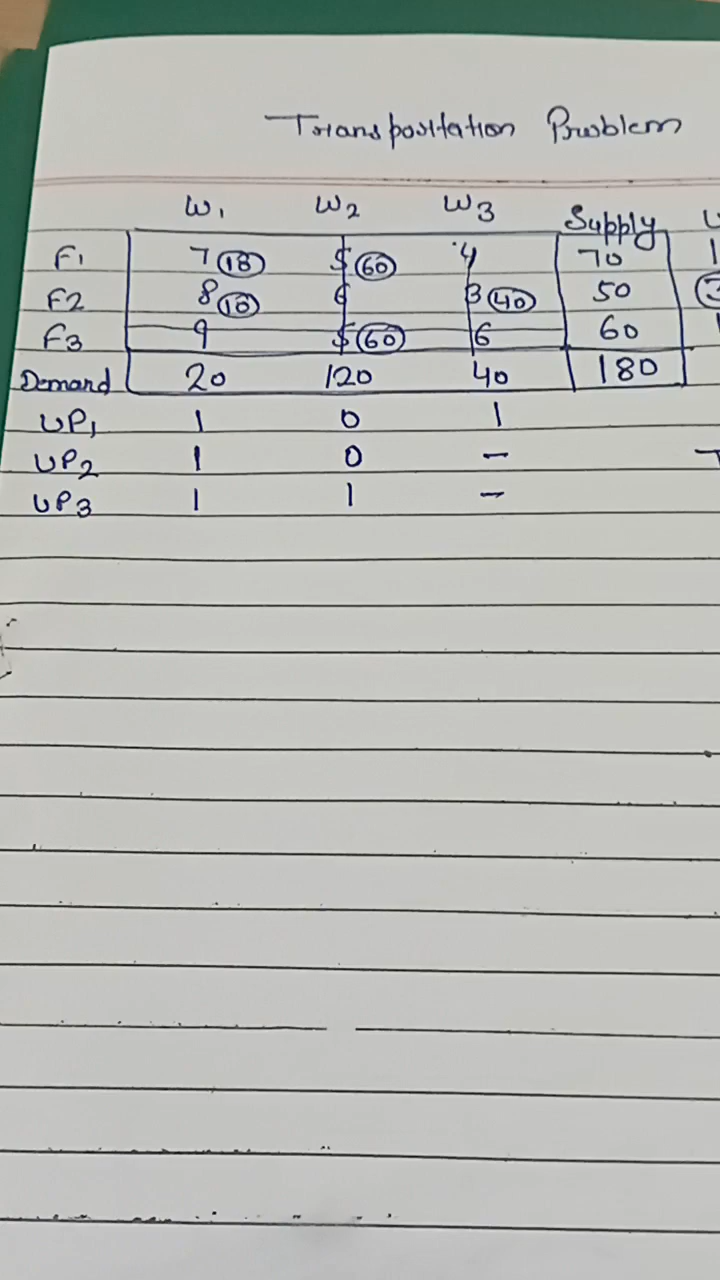 Transportation Problem
W1 W2 W3 Supply
F1 7 (10) 5 (60) 4 70 1
F2 8 (10) 6 3 (40) 50
F3 9 5 (60) 6 60
Demand 20 120 40 180
UP1 1 0 1
UP2 1 0 -
UP3 1 1 -